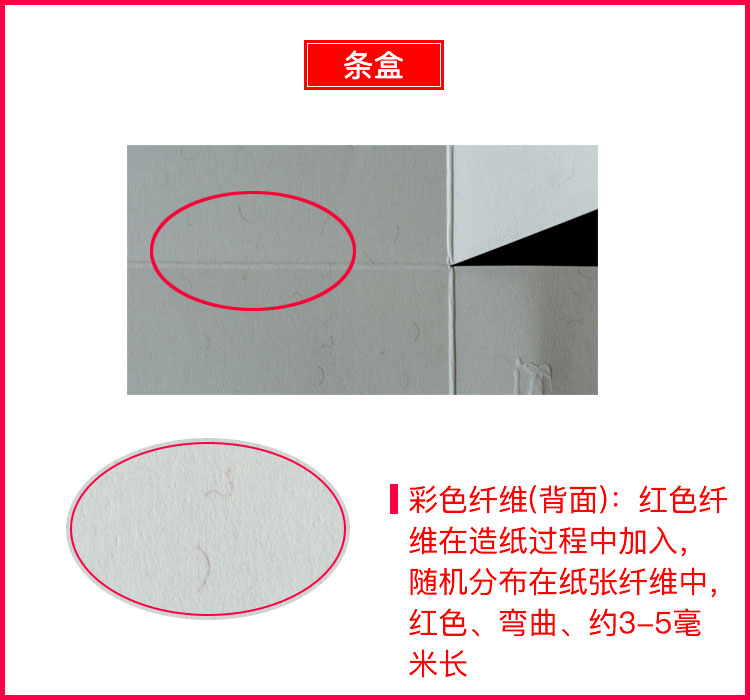 条盒
彩色纤维(背面)：红色纤
维在造纸过程中加入，
随机分布在纸张纤维中，
红色、弯曲、约3-5毫
米长